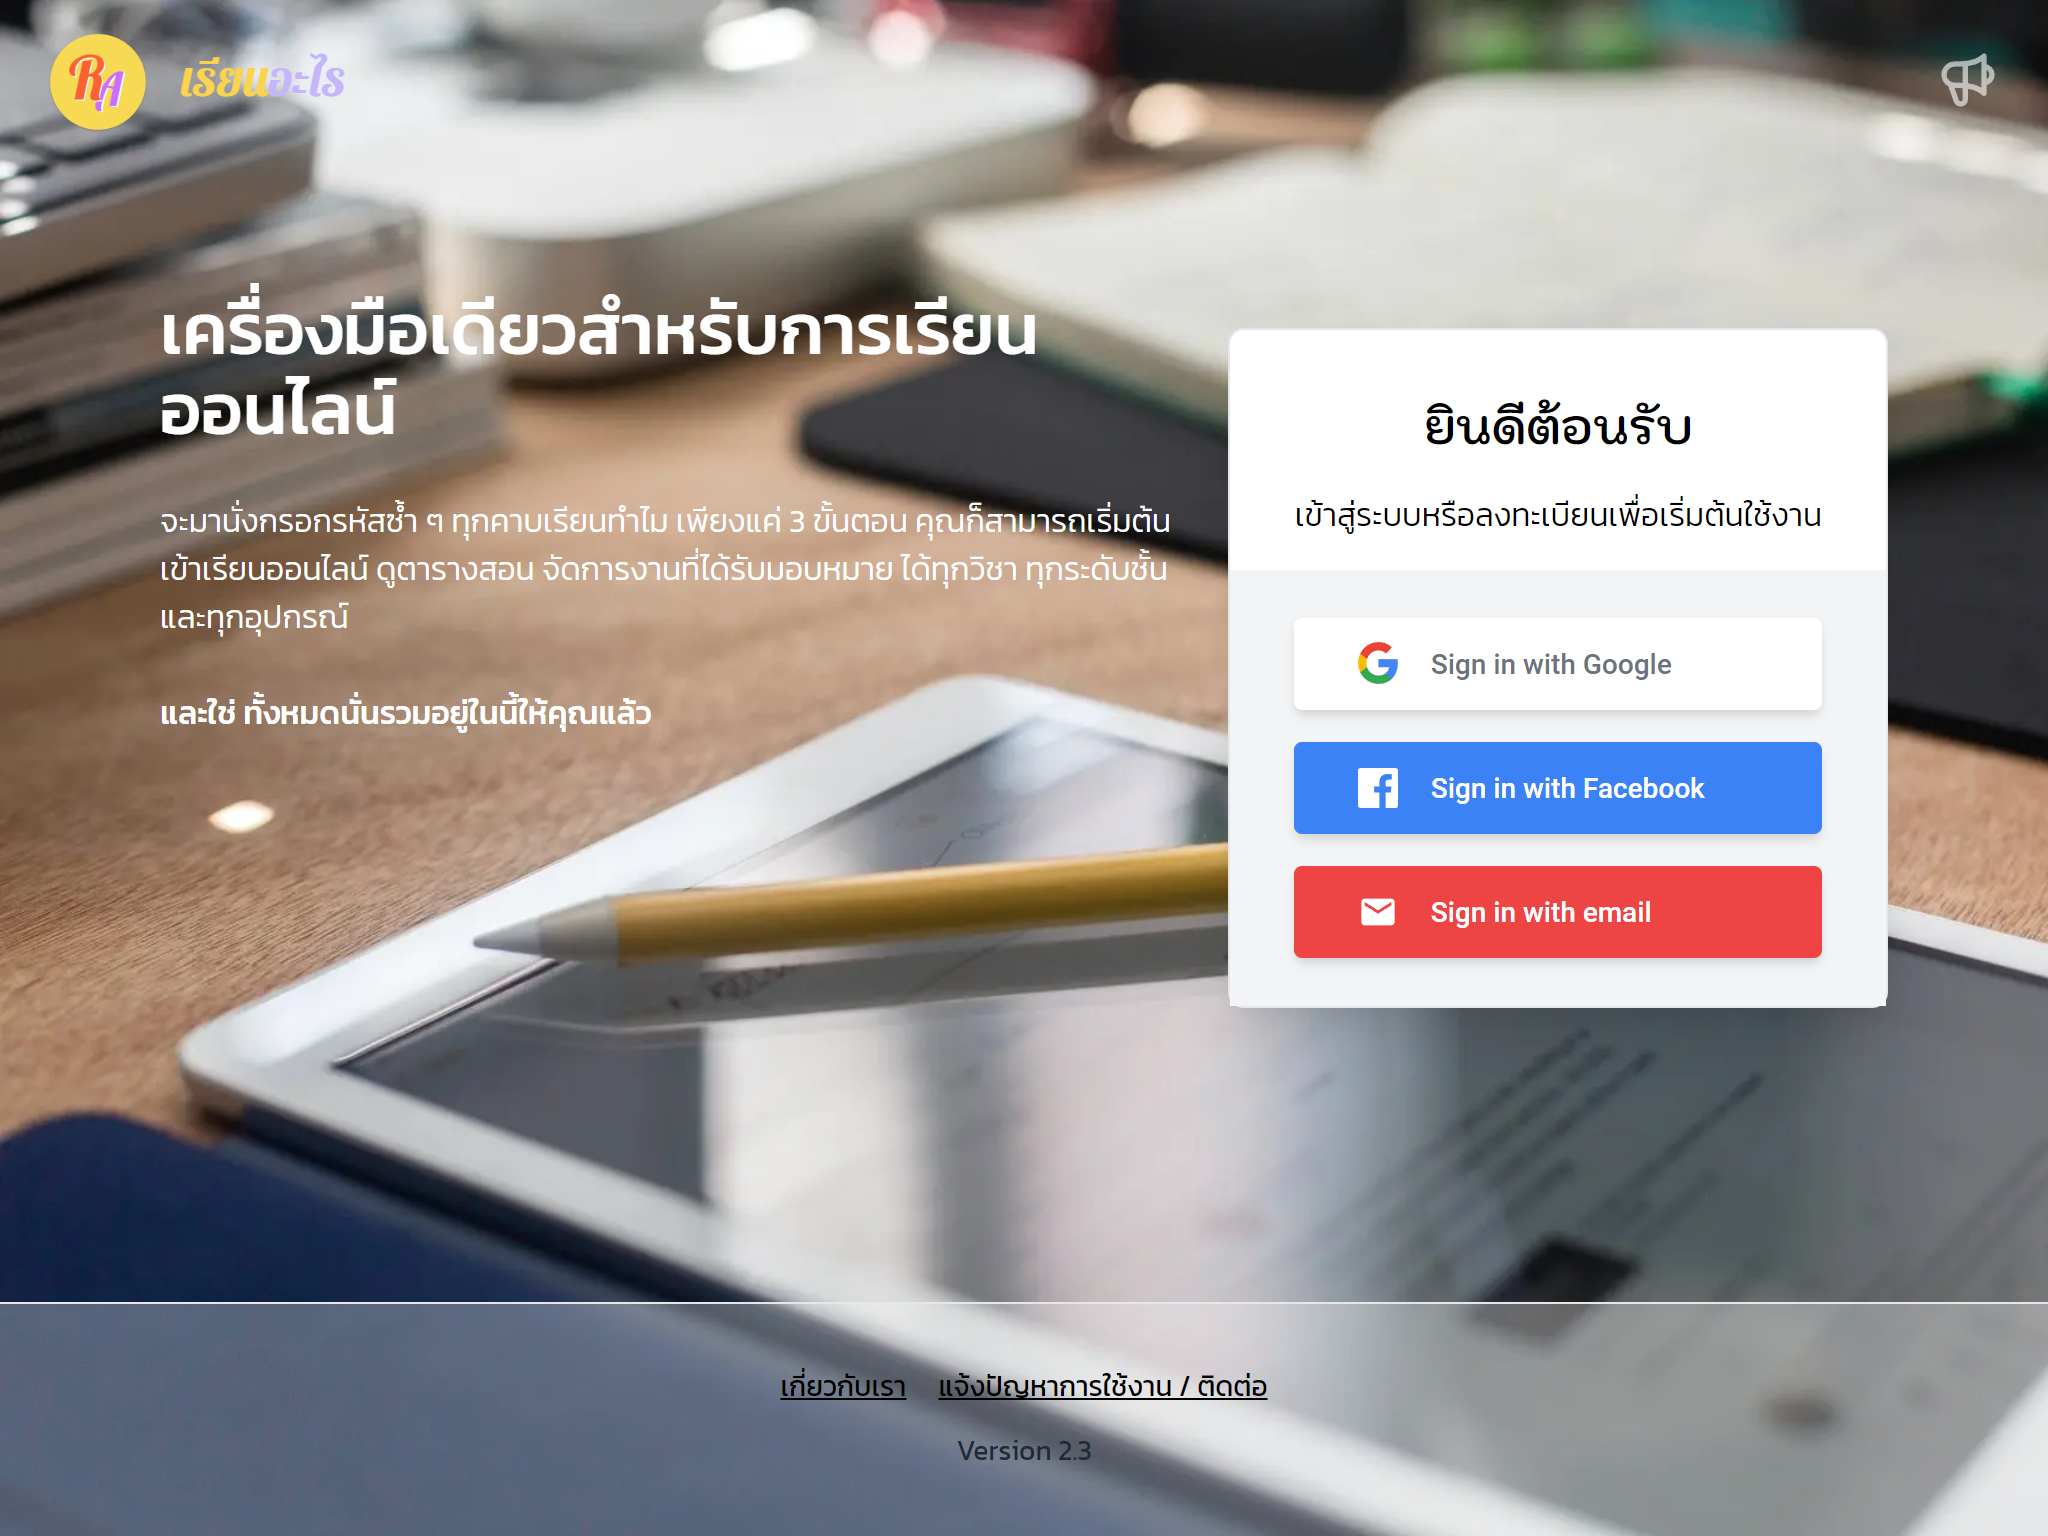 RA
เรียนอะไร
เครื่องมือเดียวสำหรับการเรียน
ออนไลน์
จะมานั่งกรอกรหัสซ้ำ ๆ ทุกคาบเรียนทำไม เพียงแค่ 3 ขั้นตอน คุณก็สามารถเริ่มต้น
เข้าเรียนออนไลน์ ดูตารางสอน จัดการงานที่ได้รับมอบหมาย ได้ทุกวิชา ทุกระดับชั้น
และทุกอุปกรณ์
และใช่ ทั้งหมดนั่นรวมอยู่ในนี้ให้คุณแล้ว
ยินดีต้อนรับ
เข้าสู่ระบบหรือลงทะเบียนเพื่อเริ่มต้นใช้งาน
Sign in with Google
Sign in with Facebook
Sign in with email
เกี่ยวกับเรา แจ้งปัญหาการใช้งาน / ติดต่อ
Version 2.3